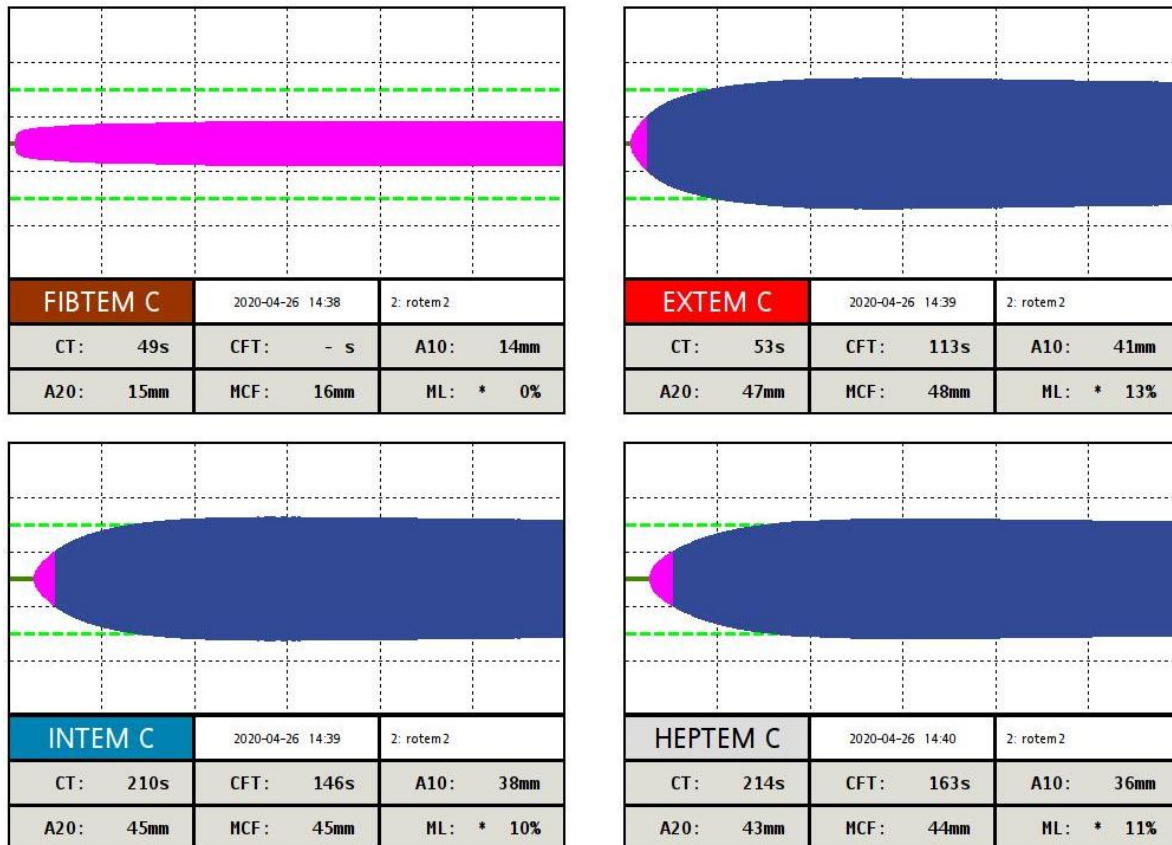 FIBTEM C 2020-04-26 14:38 2: rotem2
CT: 49s CFT: - s A10: 14mm
A20: 15mm MCF: 16mm ML: * 0%
EXTEM C 2020-04-26 14:39 2: rotem2
CT: 53s CFT: 113s A10: 41mm
A20: 47mm MCF: 48mm ML: * 13%
INTEM C 2020-04-26 14:39 2: rotem2
CT: 210s CFT: 146s A10: 38mm
A20: 45mm MCF: 45mm ML: * 10%
HEPTEM C 2020-04-26 14:40 2: rotem2
CT: 214s CFT: 163s A10: 36mm
A20: 43mm MCF: 44mm ML: * 11%